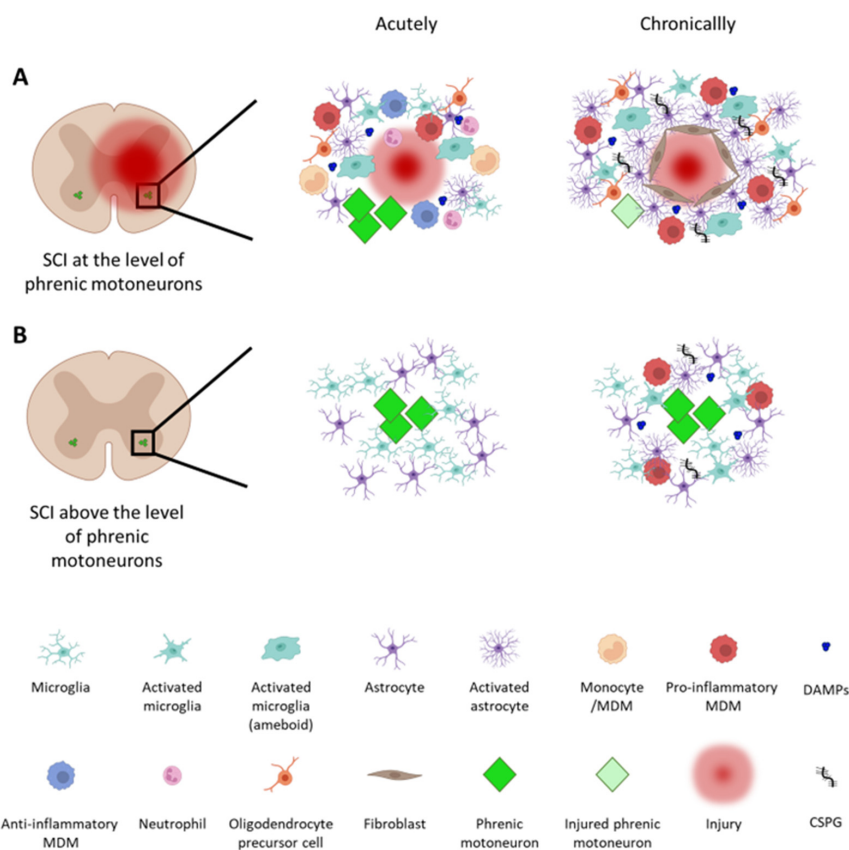 Acutely
Chronicallly
A
SCI at the level of
phrenic motoneurons
B
SCI above the level
of phrenic
motoneurons
Microglia
Activated
microglia
Activated
microglia
(ameboid)
Astrocyte
Activated
astrocyte
Monocyte
/MDM
Pro-inflammatory
MDM
DAMPs
Anti-inflammatory
MDM
Neutrophil
Oligodendrocyte
precursor cell
Fibroblast
Phrenic
motoneuron
Injured phrenic
motoneuron
Injury
CSPG